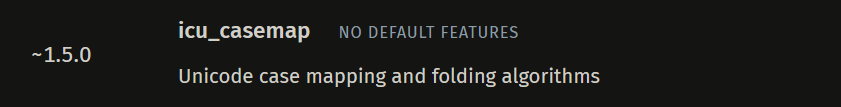 icu_casemap NO DEFAULT FEATURES
~1.5.0
Unicode case mapping and folding algorithms